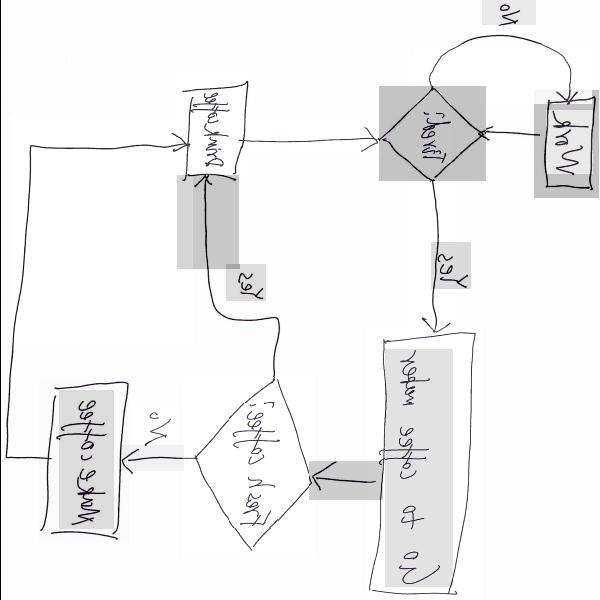 Drink coffee
Tired?
No
Work
Yes
Go to coffee maker
Fresh coffee?
Yes
No
Make coffee